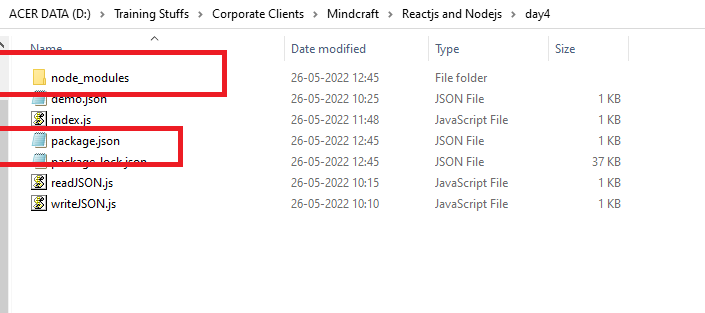 ACER DATA (D:) > Training Stuffs > Corporate Clients > Mindcraft > Reactjs and Nodejs > day4
Name Date modified Type Size
node_modules 26-05-2022 12:45 File folder
demo.json 26-05-2022 10:25 JSON File 1 KB
index.js 26-05-2022 11:48 JavaScript File 1 KB
package.json 26-05-2022 12:45 JSON File 1 KB
package-lock.json 26-05-2022 12:45 JSON File 37 KB
readJSON.js 26-05-2022 10:15 JavaScript File 1 KB
writeJSON.js 26-05-2022 10:10 JavaScript File 1 KB